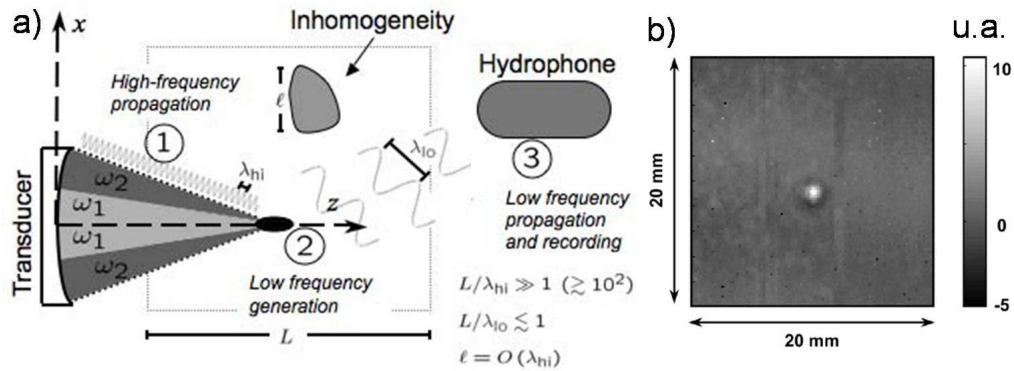 a)
x
Inhomogeneity
High-frequency
propagation
1
ℓ
Hydrophone
λlo
3
λhi
Transducer
ω2
ω1
ω1
ω2
z
2
Low frequency
generation
Low frequency
propagation
and recording
L/λhi ≫ 1 (≳ 10²)
L/λlo ≲ 1
ℓ = O(λhi)
L
b)
u.a.
10
0
-5
20 mm
20 mm